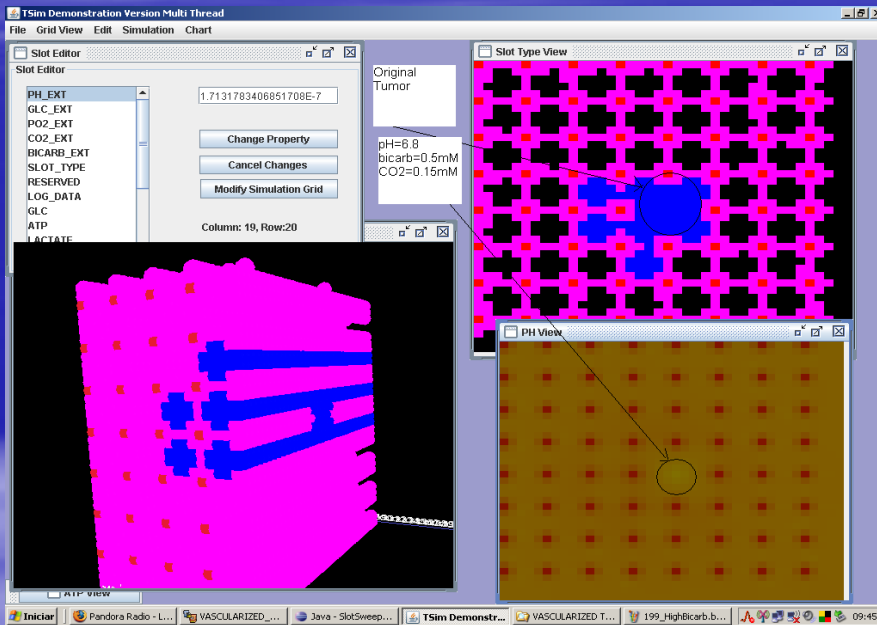 TSim Demonstration Version Multi Thread
File Grid View Edit Simulation Chart
Slot Editor
Slot Editor
PH_EXT
GLC_EXT
PO2_EXT
CO2_EXT
BICARB_EXT
SLOT_TYPE
RESERVED
LOG_DATA
GLC
ATP
LACTATE
1.7131783406851708E-7
Change Property
Cancel Changes
Modify Simulation Grid
Column: 19, Row:20
Original
Tumor
pH=6.8
bicarb=0.5mM
CO2=0.15mM
Slot Type View
PH View
ATP View
Iniciar
Pandora Radio - L...
VASCULARIZED_...
Java - SlotSweep...
TSim Demonstr...
VASCULARIZED T...
199_HighBicarb.b...
09:45